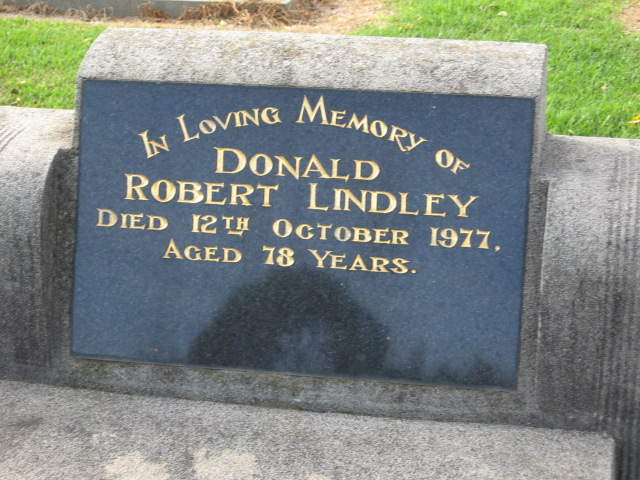 IN LOVING MEMORY OF
DONALD
ROBERT LINDLEY
DIED 12TH OCTOBER 1977.
AGED 78 YEARS.